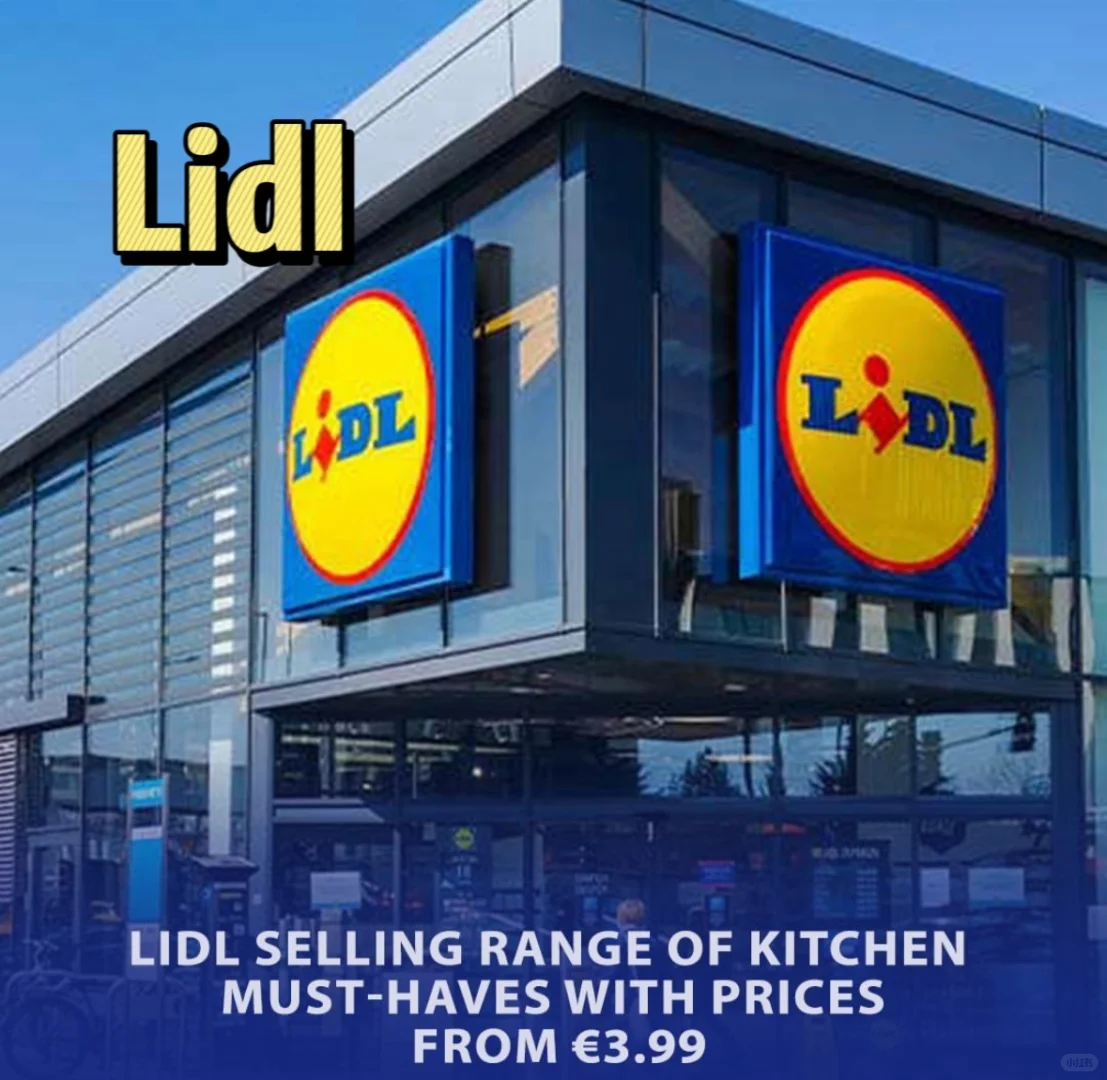 Lidl
LIDL
LIDL
LIDL SELLING RANGE OF KITCHEN
MUST-HAVES WITH PRICES
FROM €3.99